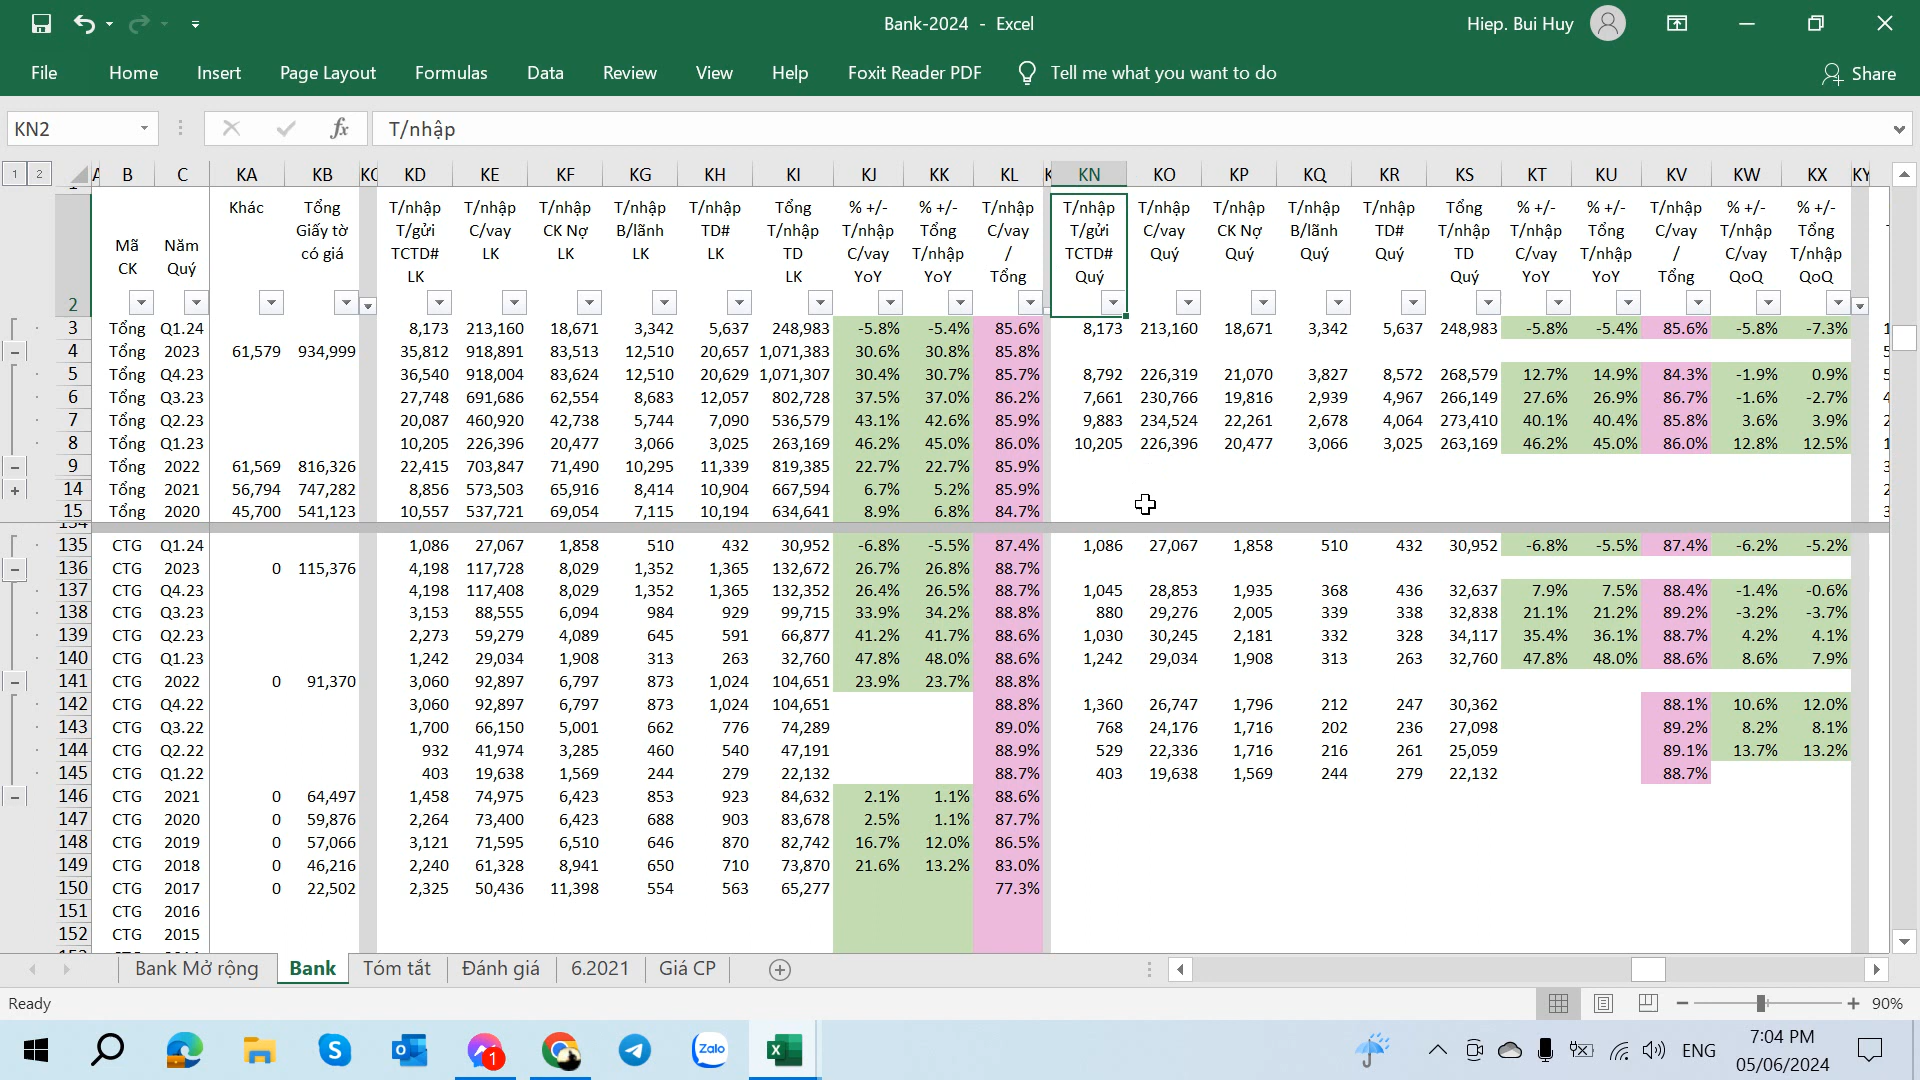 Bank-2024 - Excel
Hiep. Bui Huy
File Home Insert Page Layout Formulas Data Review View Help Foxit Reader PDF Tell me what you want to do Share
KN2 fx T/nhập
1 2 B C KA KB KD KE KF KG KH KI KJ KK KL KN KO KP KQ KR KS KT KU KV KW KX KY
Khác Tổng T/nhập T/nhập T/nhập T/nhập T/nhập Tổng % +/- % +/- T/nhập T/nhập T/nhập T/nhập T/nhập T/nhập Tổng % +/- % +/- T/nhập % +/- % +/-
Giấy tờ T/gửi C/vay CK Nợ B/lãnh TD# T/nhập T/nhập Tổng C/vay T/gửi C/vay CK Nợ B/lãnh TD# T/nhập T/nhập Tổng C/vay T/nhập Tổng
Mã Năm có giá TCTD# LK LK LK LK TD C/vay T/nhập / TCTD# Quý Quý Quý Quý TD C/vay T/nhập / C/vay T/nhập
CK Quý LK LK YoY YoY Tổng Quý Quý YoY YoY Tổng QoQ QoQ
2
3 Tổng Q1.24 8,173 213,160 18,671 3,342 5,637 248,983 -5.8% -5.4% 85.6% 8,173 213,160 18,671 3,342 5,637 248,983 -5.8% -5.4% 85.6% -5.8% -7.3%
4 Tổng 2023 61,579 934,999 35,812 918,891 83,513 12,510 20,657 1,071,383 30.6% 30.8% 85.8%
5 Tổng Q4.23 36,540 918,004 83,624 12,510 20,629 1,071,307 30.4% 30.7% 85.7% 8,792 226,319 21,070 3,827 8,572 268,579 12.7% 14.9% 84.3% -1.9% 0.9%
6 Tổng Q3.23 27,748 691,686 62,554 8,683 12,057 802,728 37.5% 37.0% 86.2% 7,661 230,766 19,816 2,939 4,967 266,149 27.6% 26.9% 86.7% -1.6% -2.7%
7 Tổng Q2.23 20,087 460,920 42,738 5,744 7,090 536,579 43.1% 42.6% 85.9% 9,883 234,524 22,261 2,678 4,064 273,410 40.1% 40.4% 85.8% 3.6% 3.9%
8 Tổng Q1.23 10,205 226,396 20,477 3,066 3,025 263,169 46.2% 45.0% 86.0% 10,205 226,396 20,477 3,066 3,025 263,169 46.2% 45.0% 86.0% 12.8% 12.5%
9 Tổng 2022 61,569 816,326 22,415 703,847 71,490 10,295 11,339 819,385 22.7% 22.7% 85.9%
14 Tổng 2021 56,794 747,282 8,856 573,503 65,916 8,414 10,904 667,594 6.7% 5.2% 85.9%
15 Tổng 2020 45,700 541,123 10,557 537,721 69,054 7,115 10,194 634,641 8.9% 6.8% 84.7%
135 CTG Q1.24 1,086 27,067 1,858 510 432 30,952 -6.8% -5.5% 87.4% 1,086 27,067 1,858 510 432 30,952 -6.8% -5.5% 87.4% -6.2% -5.2%
136 CTG 2023 0 115,376 4,198 117,728 8,029 1,352 1,365 132,672 26.7% 26.8% 88.7%
137 CTG Q4.23 4,198 117,408 8,029 1,352 1,365 132,352 26.4% 26.5% 88.7% 1,045 28,853 1,935 368 436 32,637 7.9% 7.5% 88.4% -1.4% -0.6%
138 CTG Q3.23 3,153 88,555 6,094 984 929 99,715 33.9% 34.2% 88.8% 880 29,276 2,005 339 338 32,838 21.1% 21.2% 89.2% -3.2% -3.7%
139 CTG Q2.23 2,273 59,279 4,089 645 591 66,877 41.2% 41.7% 88.6% 1,030 30,245 2,181 332 328 34,117 35.4% 36.1% 88.7% 4.2% 4.1%
140 CTG Q1.23 1,242 29,034 1,908 313 263 32,760 47.8% 48.0% 88.6% 1,242 29,034 1,908 313 263 32,760 47.8% 48.0% 88.6% 8.6% 7.9%
141 CTG 2022 0 91,370 3,060 92,897 6,797 873 1,024 104,651 23.9% 23.7% 88.8%
142 CTG Q4.22 3,060 92,897 6,797 873 1,024 104,651 88.8% 1,360 26,747 1,796 212 247 30,362 88.1% 10.6% 12.0%
143 CTG Q3.22 1,700 66,150 5,001 662 776 74,289 89.0% 768 24,176 1,716 202 236 27,098 89.2% 8.2% 8.1%
144 CTG Q2.22 932 41,974 3,285 460 540 47,191 88.9% 529 22,336 1,716 216 261 25,059 89.1% 13.7% 13.2%
145 CTG Q1.22 403 19,638 1,569 244 279 22,132 88.7% 403 19,638 1,569 244 279 22,132 88.7%
146 CTG 2021 0 64,497 1,458 74,975 6,423 853 923 84,632 2.1% 1.1% 88.6%
147 CTG 2020 0 59,876 2,264 73,400 6,423 688 903 83,678 2.5% 1.1% 87.7%
148 CTG 2019 0 57,066 3,121 71,595 6,510 646 870 82,742 16.7% 12.0% 86.5%
149 CTG 2018 0 46,216 2,240 61,328 8,941 650 710 73,870 21.6% 13.2% 83.0%
150 CTG 2017 0 22,502 2,325 50,436 11,398 554 563 65,277 77.3%
151 CTG 2016
152 CTG 2015
Bank Mở rộng Bank Tóm tắt Đánh giá 6.2021 Giá CP
Ready 90%
Zalo 1 ENG 7:04 PM
05/06/2024